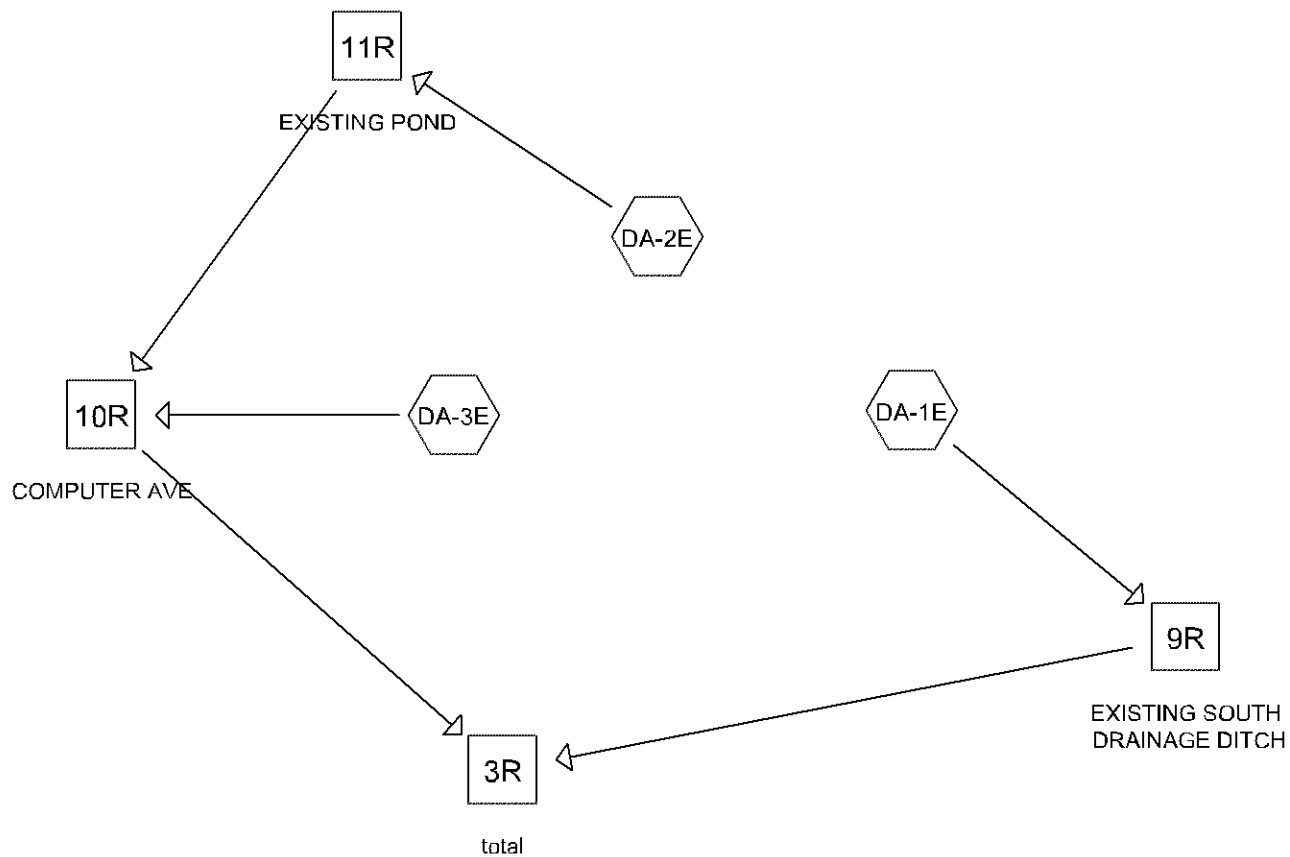 11R
EXISTING POND
DA-2E
10R
DA-3E
DA-1E
COMPUTER AVE
9R
EXISTING SOUTH
DRAINAGE DITCH
3R
total